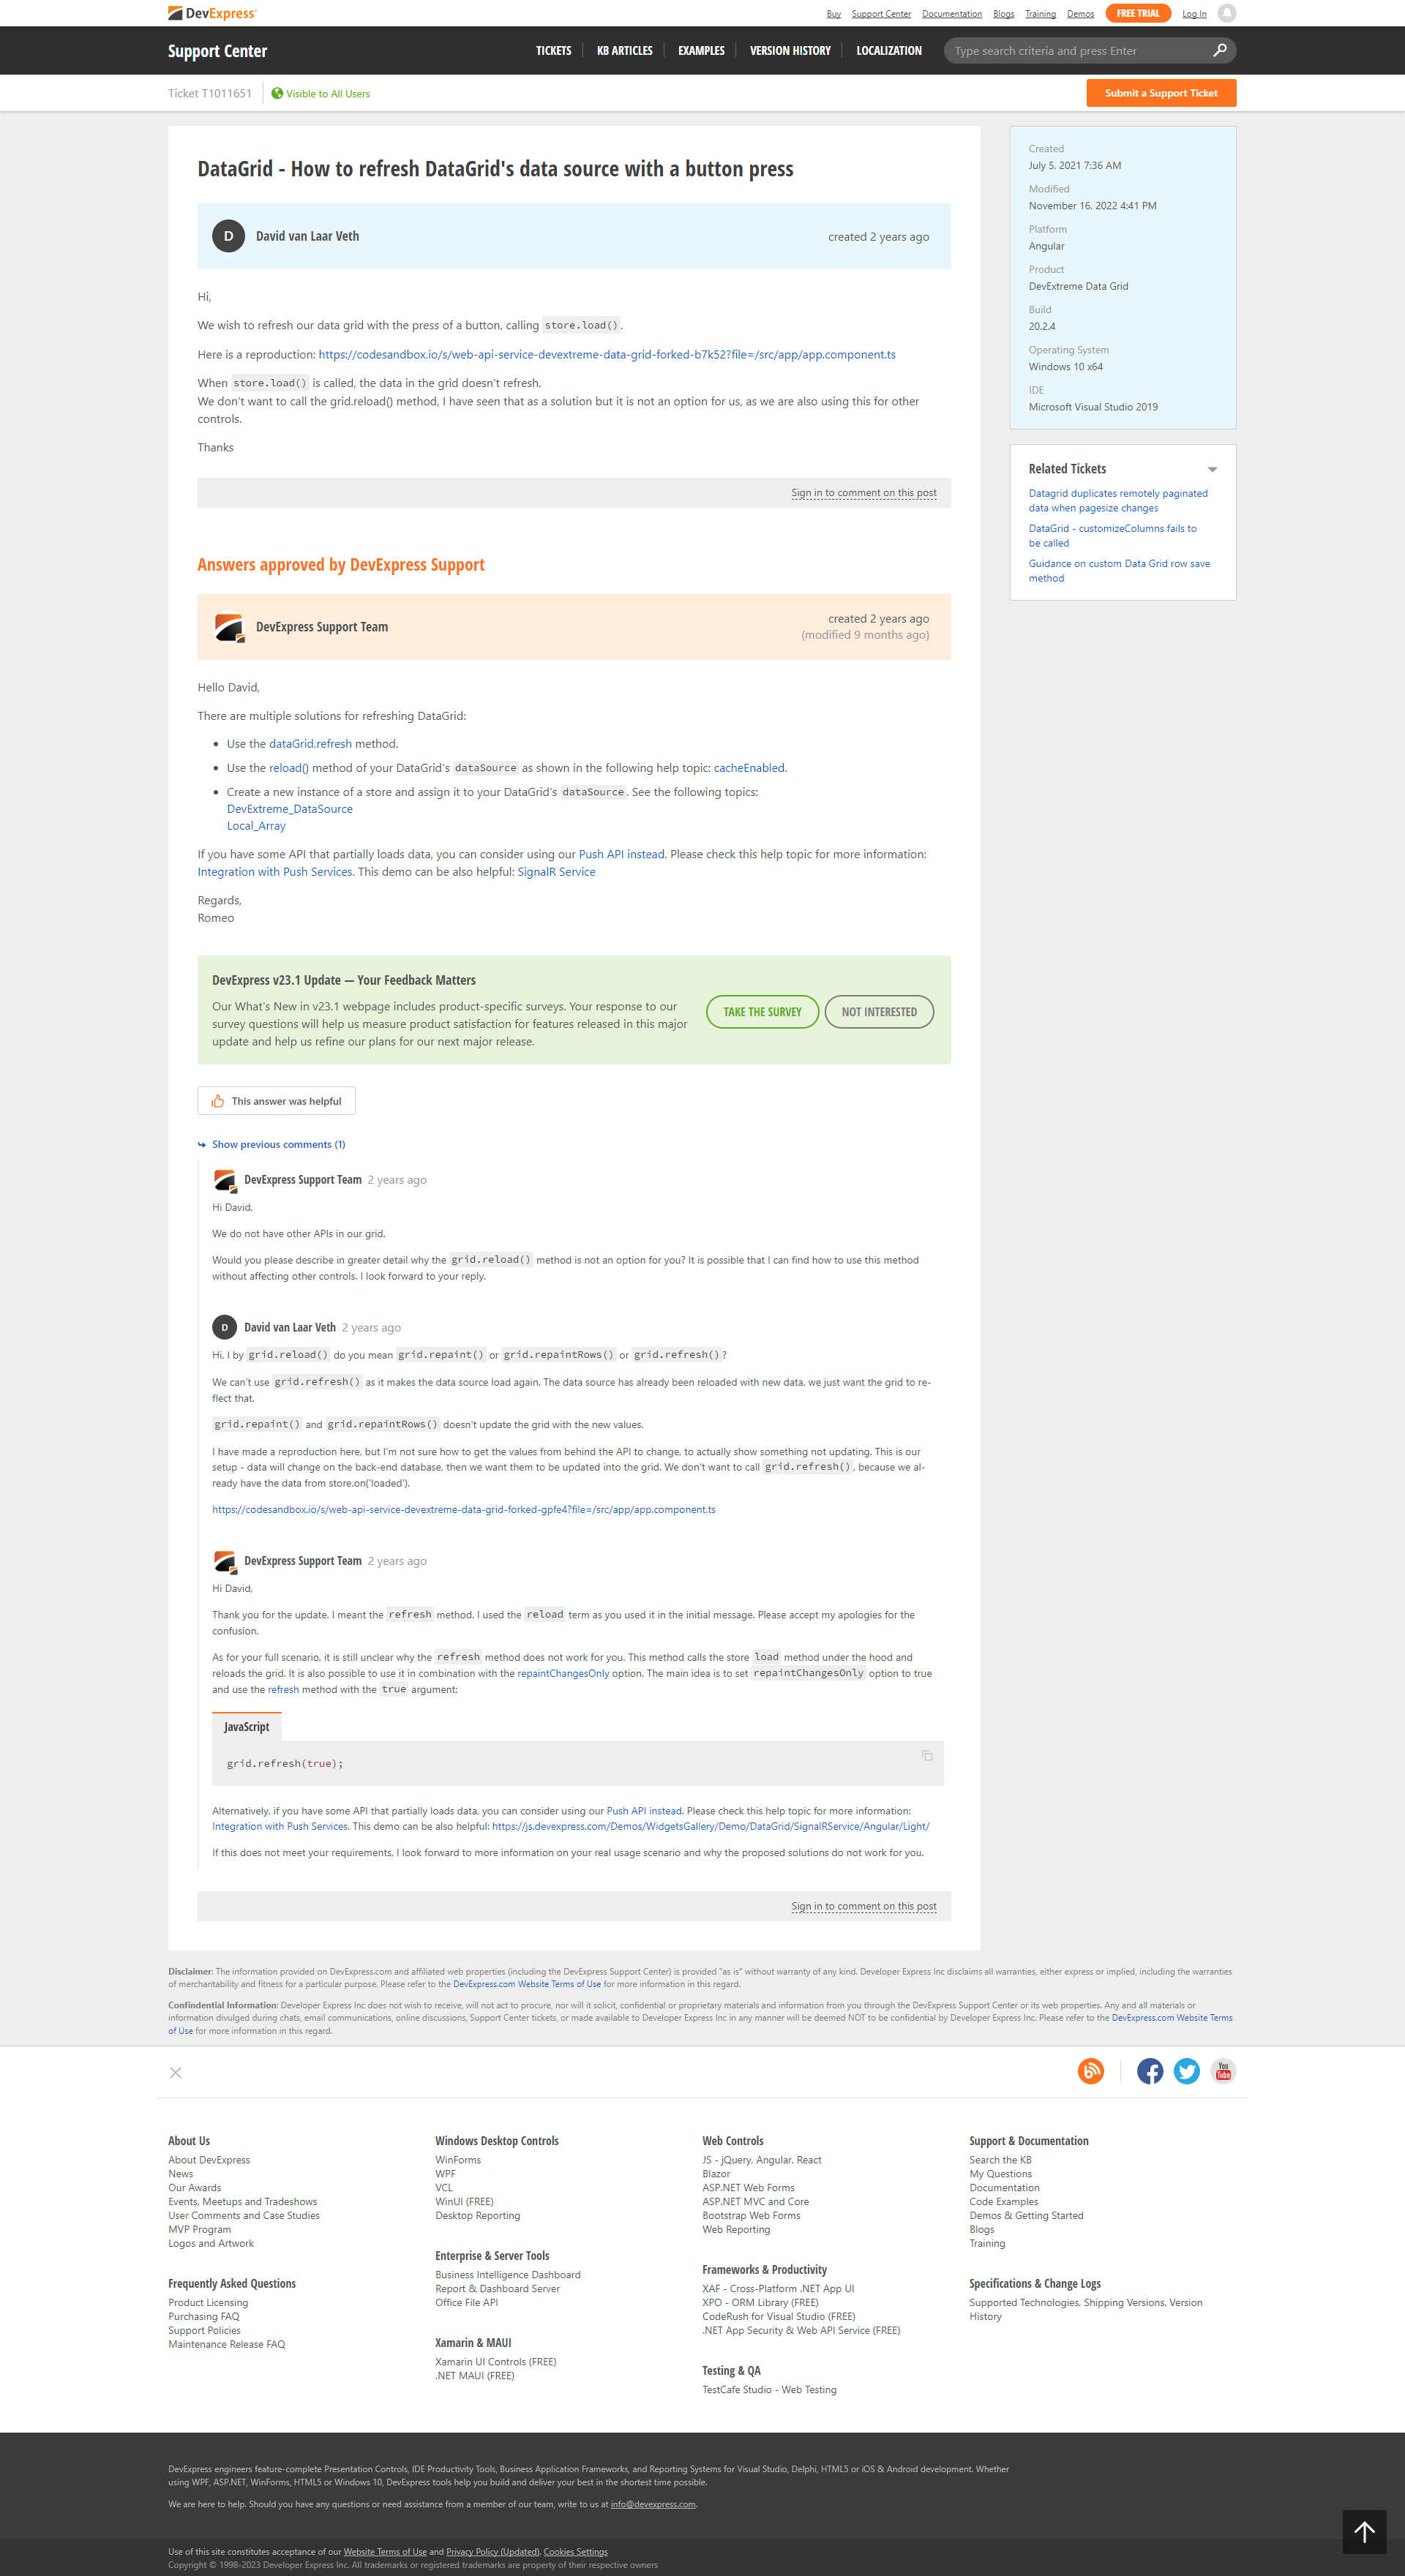 DevExpress
Buy Support Center Documentation Blogs Training Demos FREE TRIAL Log In
Support Center
TICKETS KB ARTICLES EXAMPLES VERSION HISTORY LOCALIZATION
Type search criteria and press Enter
Ticket T1011651 Visible to All Users
Submit a Support Ticket
DataGrid - How to refresh DataGrid's data source with a button press
D David van Laar Veth created 2 years ago
Hi,
We wish to refresh our data grid with the press of a button, calling store.load().
Here is a reproduction: https://codesandbox.io/s/web-api-service-devextreme-data-grid-forked-b7k52?file=/src/app/app.component.ts
When store.load() is called, the data in the grid doesn't refresh.
We don't want to call the grid.reload() method, I have seen that as a solution but it is not an option for us, as we are also using this for other
controls.
Thanks
Sign in to comment on this post
Created
July 5, 2021 7:36 AM
Modified
November 16, 2022 4:41 PM
Platform
Angular
Product
DevExtreme Data Grid
Build
20.2.4
Operating System
Windows 10 x64
IDE
Microsoft Visual Studio 2019
Related Tickets
Datagrid duplicates remotely paginated
data when pagesize changes
DataGrid - customizeColumns fails to
be called
Guidance on custom Data Grid row save
method
Answers approved by DevExpress Support
DevExpress Support Team created 2 years ago
(modified 9 months ago)
Hello David,
There are multiple solutions for refreshing DataGrid:
• Use the dataGrid.refresh method.
• Use the reload() method of your DataGrid's dataSource as shown in the following help topic: cacheEnabled.
• Create a new instance of a store and assign it to your DataGrid's dataSource. See the following topics:
DevExtreme_DataSource
Local_Array
If you have some API that partially loads data, you can consider using our Push API instead. Please check this help topic for more information:
Integration with Push Services. This demo can be also helpful: SignalR Service
Regards,
Romeo
DevExpress v23.1 Update — Your Feedback Matters
Our What's New in v23.1 webpage includes product-specific surveys. Your response to our
survey questions will help us measure product satisfaction for features released in this major
update and help us refine our plans for our next major release.
TAKE THE SURVEY NOT INTERESTED
This answer was helpful
Show previous comments (1)
DevExpress Support Team 2 years ago
Hi David,
We do not have other APIs in our grid.
Would you please describe in greater detail why the grid.reload() method is not an option for you? It is possible that I can find how to use this method
without affecting other controls. I look forward to your reply.
D David van Laar Veth 2 years ago
Hi, I by grid.reload() do you mean grid.repaint() or grid.repaintRows() or grid.refresh()?
We can't use grid.refresh() as it makes the data source load again. The data source has already been reloaded with new data, we just want the grid to re-
flect that.
grid.repaint() and grid.repaintRows() doesn't update the grid with the new values.
I have made a reproduction here, but I'm not sure how to get the values from behind the API to change, to actually show something not updating. This is our
setup - data will change on the back-end database, then we want them to be updated into the grid. We don't want to call grid.refresh(), because we al-
ready have the data from store.on('loaded').
https://codesandbox.io/s/web-api-service-devextreme-data-grid-forked-gpfe4?file=/src/app/app.component.ts
DevExpress Support Team 2 years ago
Hi David,
Thank you for the update. I meant the refresh method. I used the reload term as you used it in the initial message. Please accept my apologies for the
confusion.
As for your full scenario, it is still unclear why the refresh method does not work for you. This method calls the store load method under the hood and
reloads the grid. It is also possible to use it in combination with the repaintChangesOnly option. The main idea is to set repaintChangesOnly option to true
and use the refresh method with the true argument:
JavaScript
grid.refresh(true);
Alternatively, if you have some API that partially loads data, you can consider using our Push API instead. Please check this help topic for more information:
Integration with Push Services. This demo can be also helpful: https://js.devexpress.com/Demos/WidgetsGallery/Demo/DataGrid/SignalRService/Angular/Light/
If this does not meet your requirements, I look forward to more information on your real usage scenario and why the proposed solutions do not work for you.
Sign in to comment on this post
Disclaimer: The information provided on DevExpress.com and affiliated web properties (including the DevExpress Support Center) is provided "as is" without warranty of any kind. Developer Express Inc disclaims all warranties, either express or implied, including the warranties
of merchantability and fitness for a particular purpose. Please refer to the DevExpress.com Website Terms of Use for more information in this regard.
Confindential Information: Developer Express Inc does not wish to receive, will not act to procure, nor will it solicit, confidential or proprietary materials and information from you through the DevExpress Support Center or its web properties. Any and all materials or
information divulged during chats, email communications, online discussions, Support Center tickets, or made available to Developer Express Inc in any manner will be deemed NOT to be confidential by Developer Express Inc. Please refer to the DevExpress.com Website Terms
of Use for more information in this regard.
You Tube
About Us
About DevExpress
News
Our Awards
Events, Meetups and Tradeshows
User Comments and Case Studies
MVP Program
Logos and Artwork
Frequently Asked Questions
Product Licensing
Purchasing FAQ
Support Policies
Maintenance Release FAQ
Windows Desktop Controls
WinForms
WPF
VCL
WinUI (FREE)
Desktop Reporting
Enterprise & Server Tools
Business Intelligence Dashboard
Report & Dashboard Server
Office File API
Xamarin & MAUI
Xamarin UI Controls (FREE)
.NET MAUI (FREE)
Web Controls
JS - jQuery, Angular, React
Blazor
ASP.NET Web Forms
ASP.NET MVC and Core
Bootstrap Web Forms
Web Reporting
Frameworks & Productivity
XAF - Cross-Platform .NET App UI
XPO - ORM Library (FREE)
CodeRush for Visual Studio (FREE)
.NET App Security & Web API Service (FREE)
Testing & QA
TestCafe Studio - Web Testing
Support & Documentation
Search the KB
My Questions
Documentation
Code Examples
Demos & Getting Started
Blogs
Training
Specifications & Change Logs
Supported Technologies, Shipping Versions, Version
History
DevExpress engineers feature-complete Presentation Controls, IDE Productivity Tools, Business Application Frameworks, and Reporting Systems for Visual Studio, Delphi, HTML5 or iOS & Android development. Whether
using WPF, ASP.NET, WinForms, HTML5 or Windows 10, DevExpress tools help you build and deliver your best in the shortest time possible.
We are here to help. Should you have any questions or need assistance from a member of our team, write to us at info@devexpress.com.
Use of this site constitutes acceptance of our Website Terms of Use and Privacy Policy (Updated). Cookies Settings
Copyright © 1998-2023 Developer Express Inc. All trademarks or registered trademarks are property of their respective owners